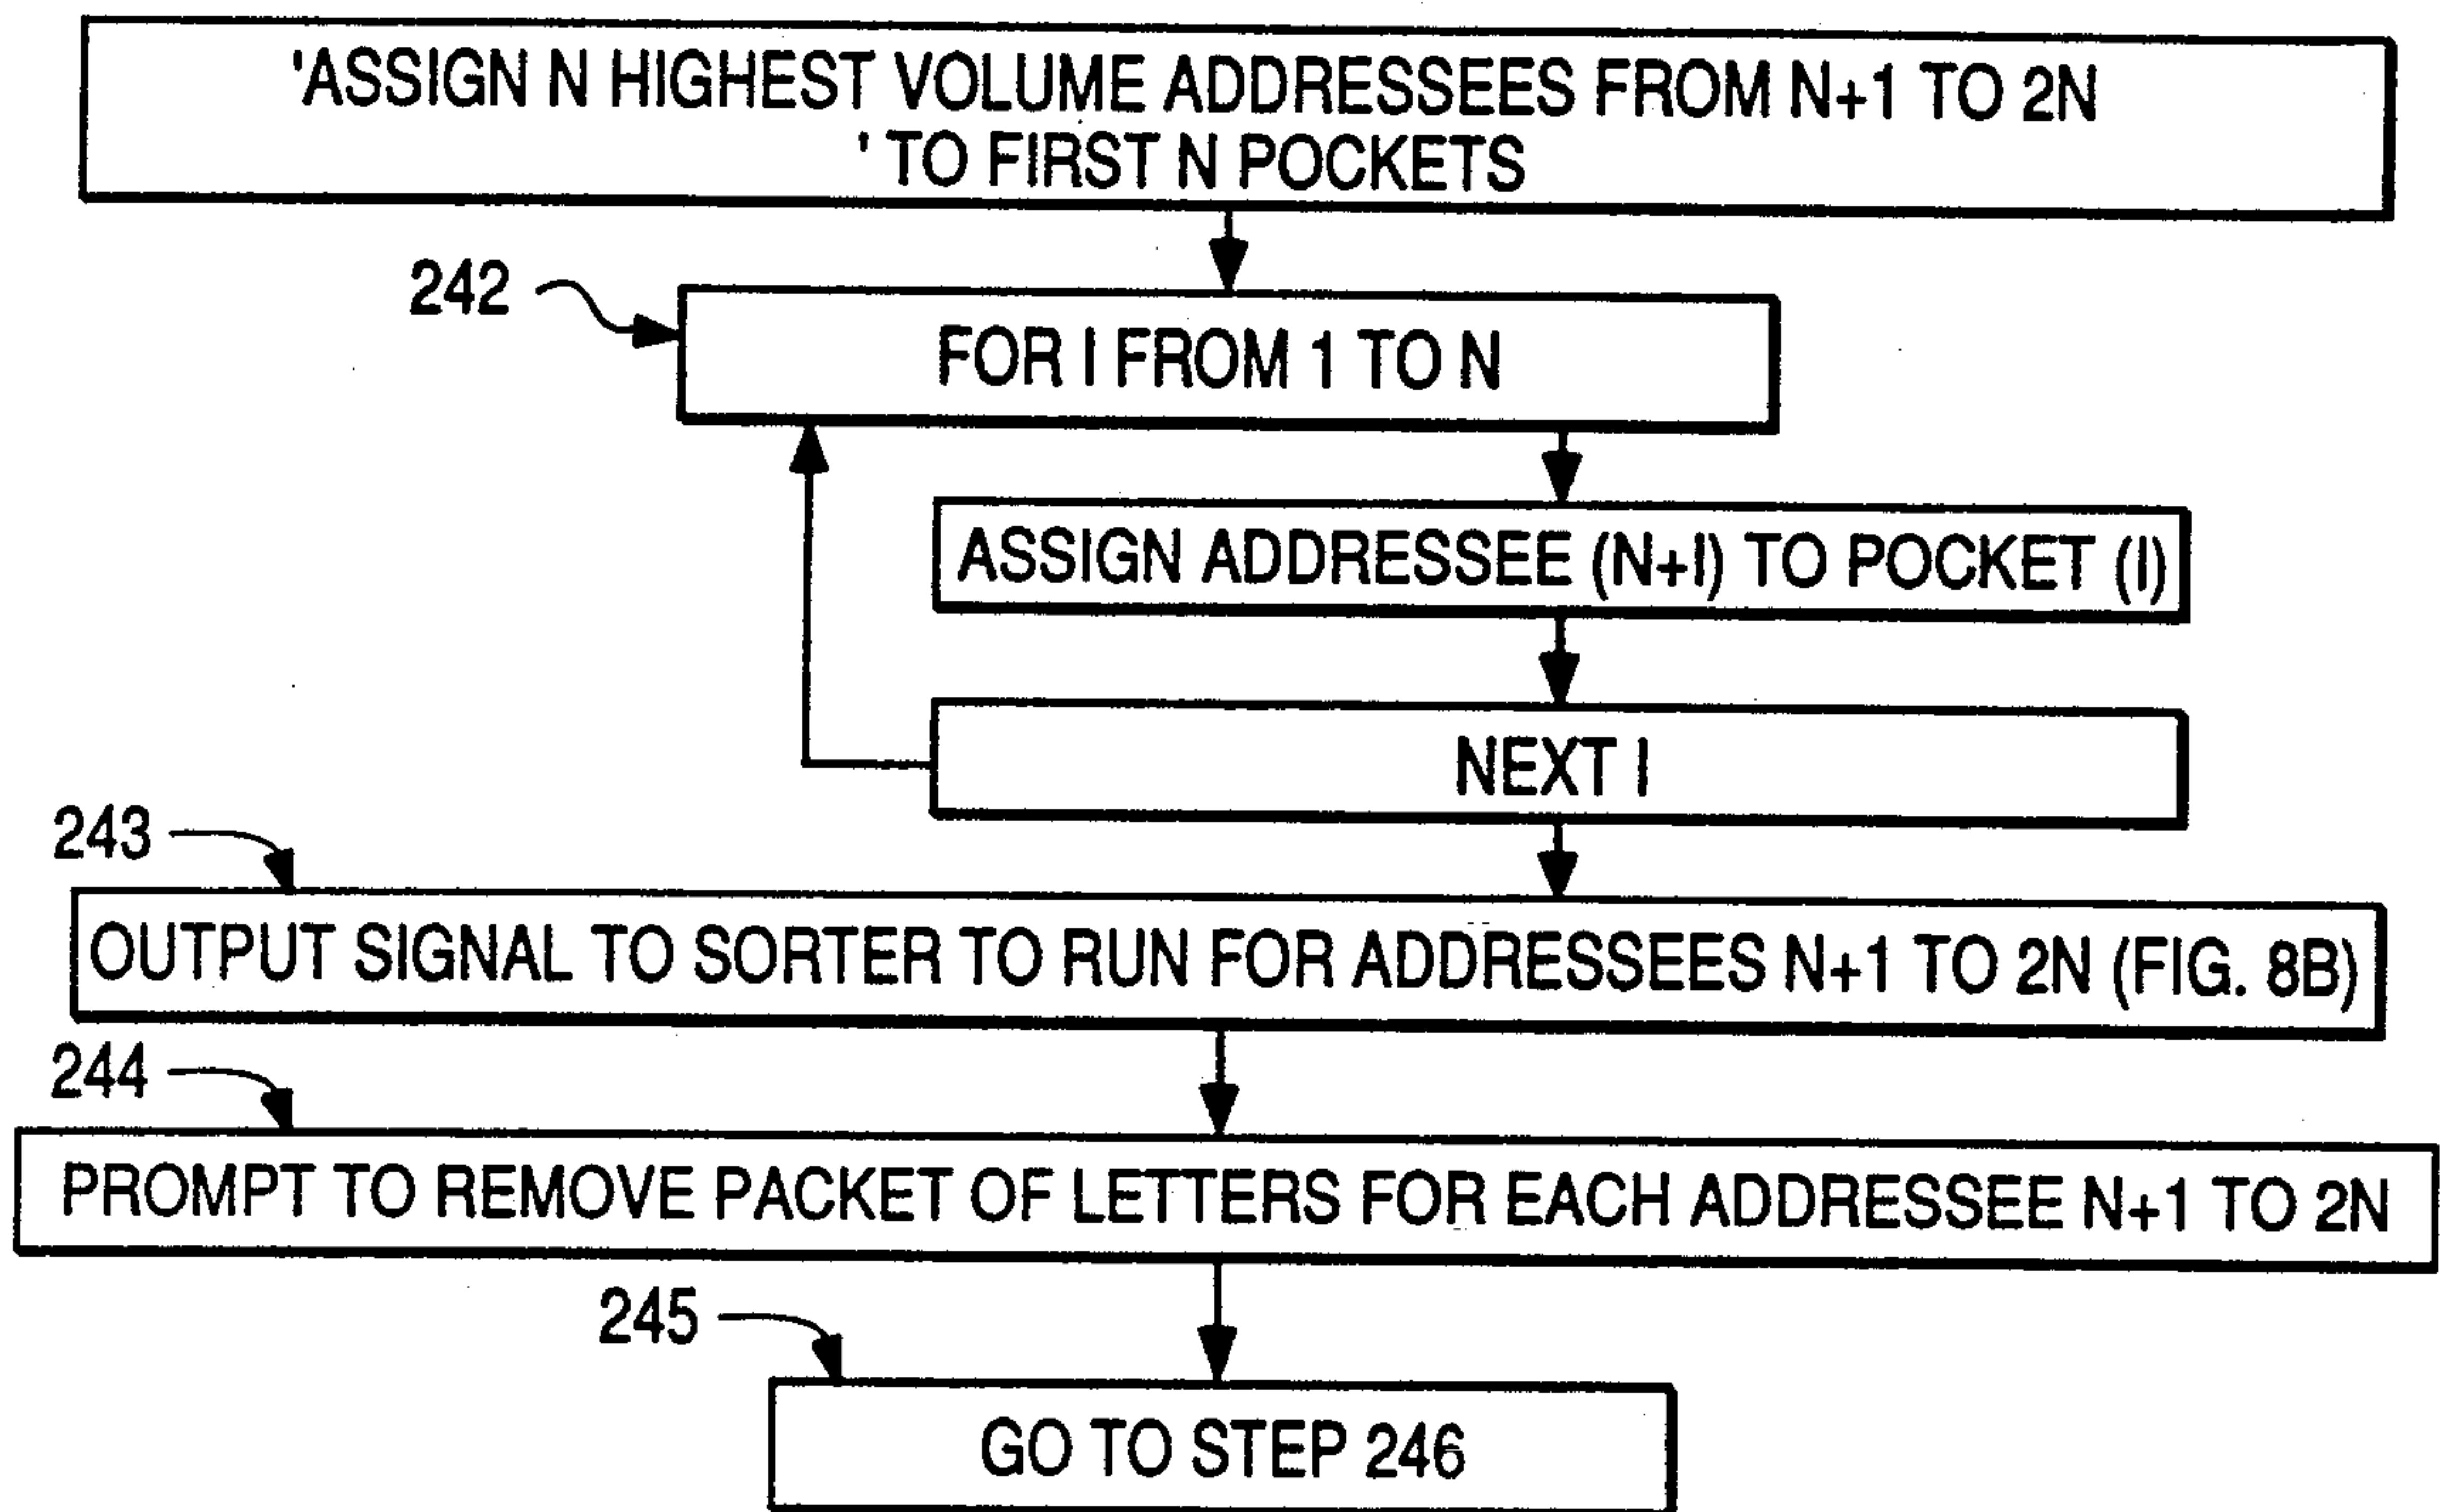 'ASSIGN N HIGHEST VOLUME ADDRESSEES FROM N+1 TO 2N
' TO FIRST N POCKETS
242
FOR I FROM 1 TO N
ASSIGN ADDRESSEE (N+I) TO POCKET (I)
NEXT I
243
OUTPUT SIGNAL TO SORTER TO RUN FOR ADDRESSEES N+1 TO 2N (FIG. 8B)
244
PROMPT TO REMOVE PACKET OF LETTERS FOR EACH ADDRESSEE N+1 TO 2N
245
GO TO STEP 246